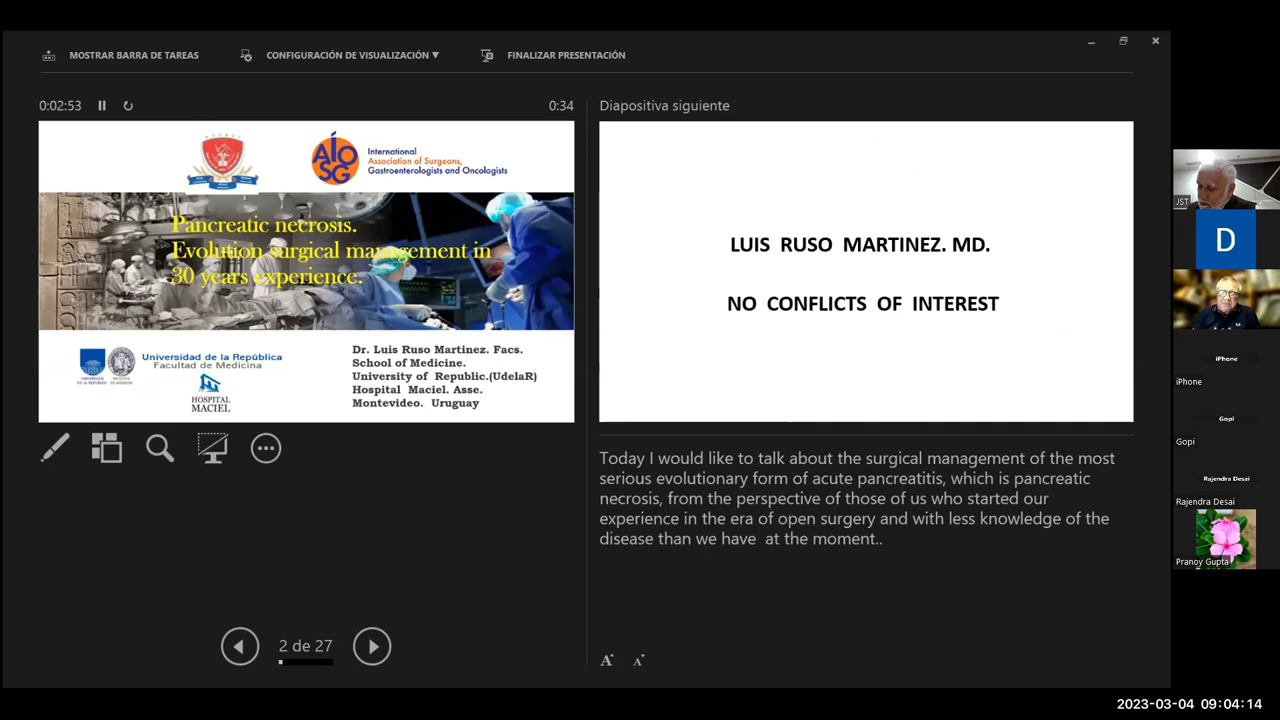 MOSTRAR BARRA DE TAREAS
CONFIGURACIÓN DE VISUALIZACIÓN ▼
FINALIZAR PRESENTACIÓN
0:02:53
0:34
AIO
SG
International
Association of Surgeons,
Gastroenterologists and Oncologists
Pancreatic necrosis.
Evolution surgical management in
30 years experience.
Universidad de la República
Facultad de Medicina
HOSPITAL
MACIEL
Dr. Luis Ruso Martinez. Facs.
School of Medicine.
University of Republic.(UdelaR)
Hospital Maciel. Asse.
Montevideo. Uruguay
2 de 27
Diapositiva siguiente
LUIS RUSO MARTINEZ. MD.
NO CONFLICTS OF INTEREST
Today I would like to talk about the surgical management of the most
serious evolutionary form of acute pancreatitis, which is pancreatic
necrosis, from the perspective of those of us who started our
experience in the era of open surgery and with less knowledge of the
disease than we have at the moment..
A A
JST
D
iPhone
iPhone
Gopi
Gopi
Rajendra Desai
Rajendra Desai
Pranoy Gupta
2023-03-04 09:04:14